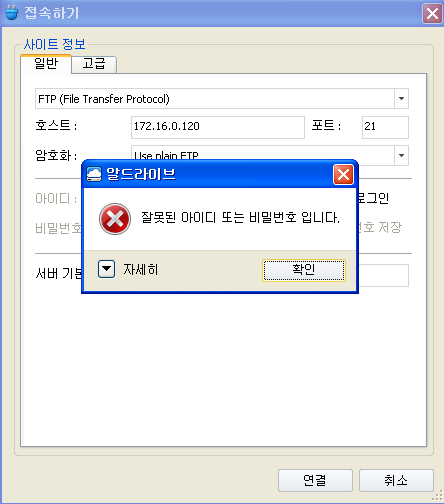 접속하기
사이트 정보
일반 고급
FTP (File Transfer Protocol)
호스트 : 172.16.0.120 포트 : 21
암호화 : Use plain FTP
알드라이브
아이디 : 로그인
잘못된 아이디 또는 비밀번호 입니다.
비밀번호 저장
서버 기본
자세히 확인
연결 취소